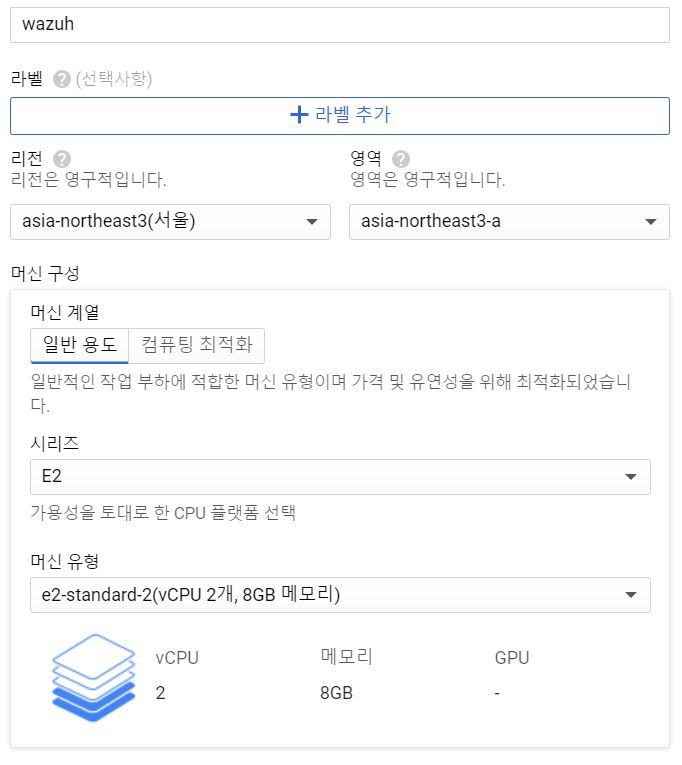 wazuh
라벨 ? (선택사항)
+ 라벨 추가
리전 ? 영역 ?
리전은 영구적입니다. 영역은 영구적입니다.
asia-northeast3(서울) asia-northeast3-a
머신 구성
머신 계열
일반 용도 컴퓨팅 최적화
일반적인 작업 부하에 적합한 머신 유형이며 가격 및 유연성을 위해 최적화되었습니
다.
시리즈
E2
가용성을 토대로 한 CPU 플랫폼 선택
머신 유형
e2-standard-2(vCPU 2개, 8GB 메모리)
vCPU 메모리 GPU
2 8GB -